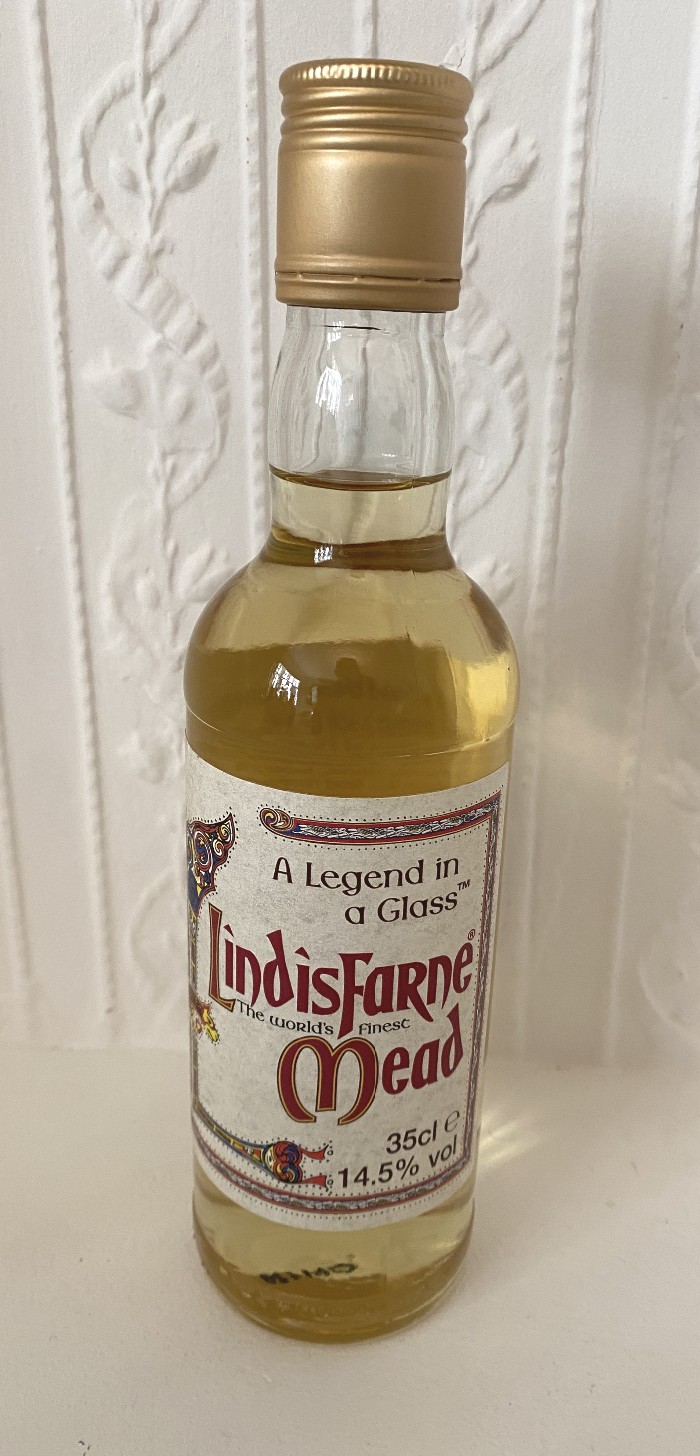 A Legend in
a Glass™
Lindisfarne®
The world's finest
Mead
35cl ℮
14.5% vol